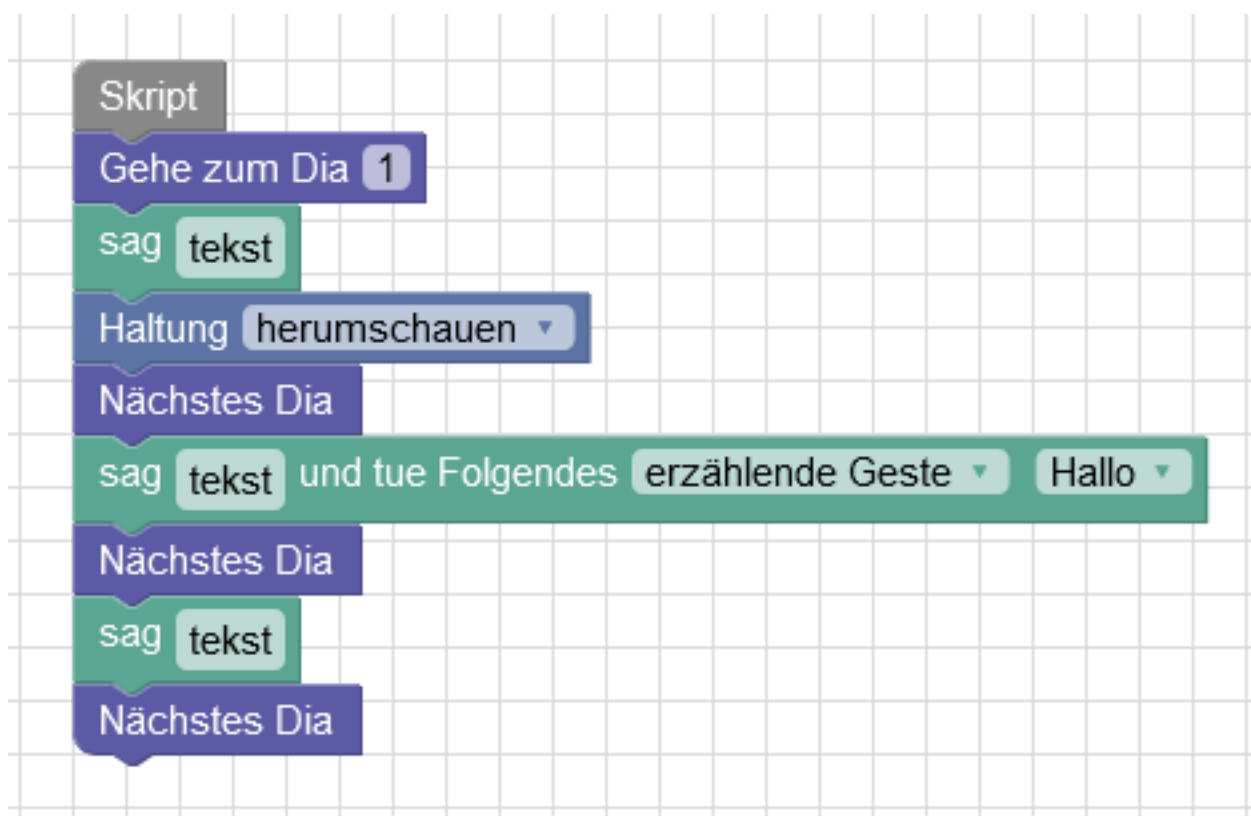 Skript
Gehe zum Dia 1
sag tekst
Haltung herumschauen
Nächstes Dia
sag tekst und tue Folgendes erzählende Geste Hallo
Nächstes Dia
sag tekst
Nächstes Dia